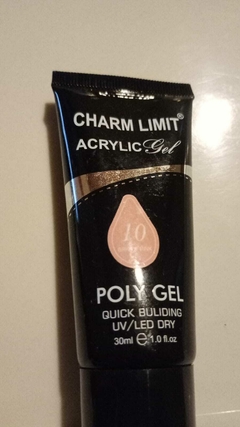 CHARM LIMIT®
ACRYLIC Gel
10
POLY GEL
QUICK BULIDING
UV/LED DRY
30ml ℮ 1.0 fl.oz